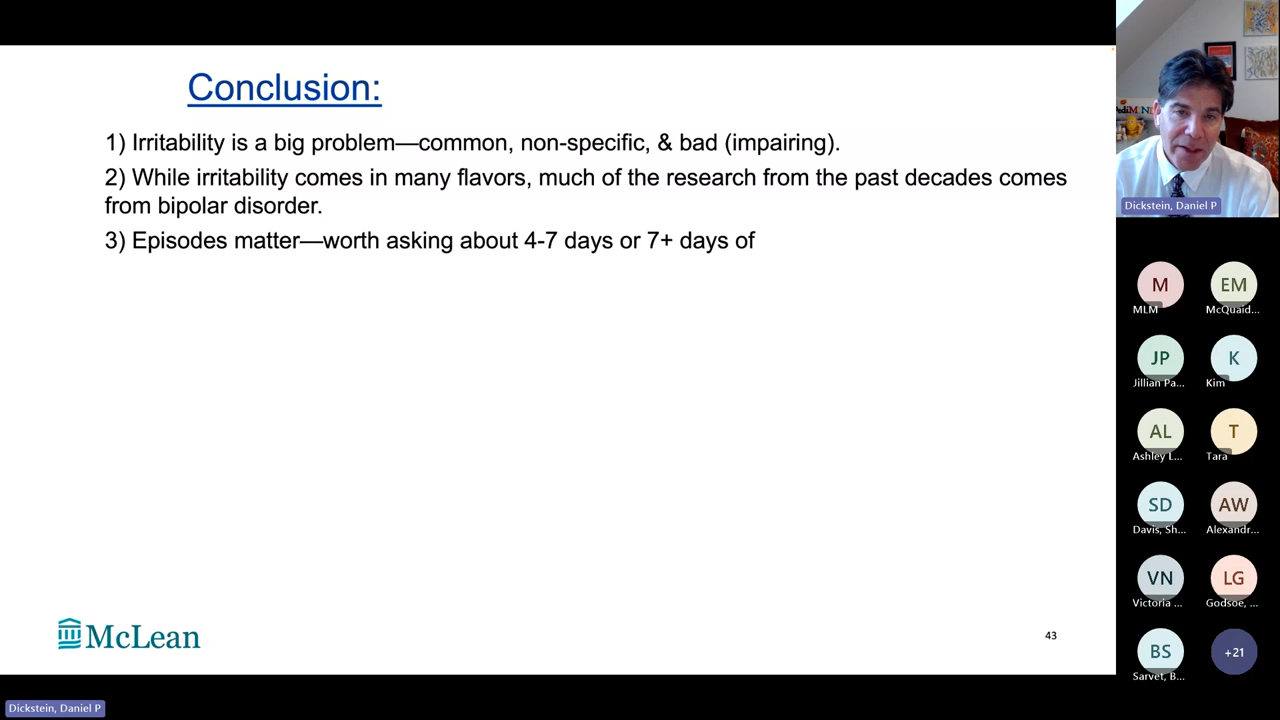 Conclusion:
1) Irritability is a big problem—common, non-specific, & bad (impairing).
2) While irritability comes in many flavors, much of the research from the past decades comes
from bipolar disorder.
3) Episodes matter—worth asking about 4-7 days or 7+ days of
McLean
43
Dickstein, Daniel P
M
MLM
EM
McQuaid...
JP
Jillian Pa...
K
Kim
AL
Ashley L...
T
Tara
SD
Davis, Sh...
AW
Alexandr...
VN
Victoria ...
LG
Godsoe, ...
BS
Sarvet, B...
+21
Dickstein, Daniel P